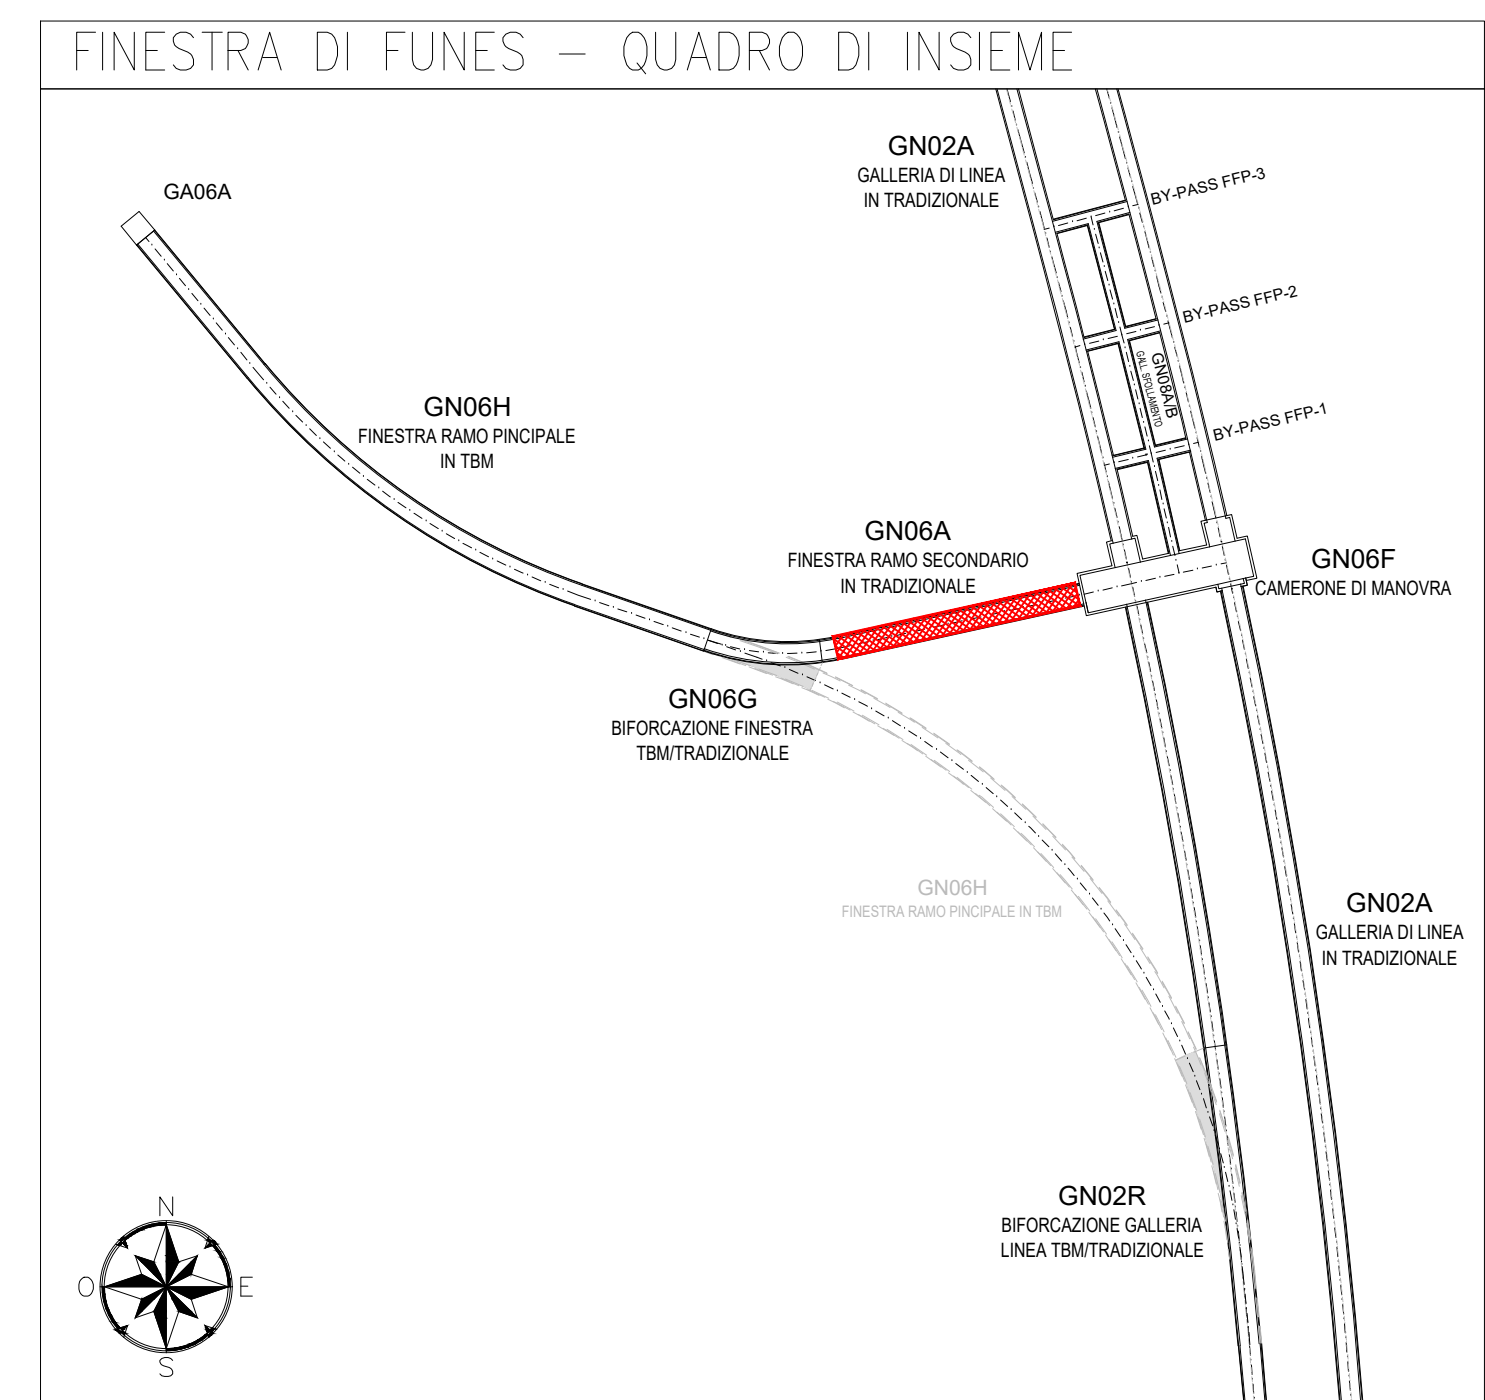 FINESTRA DI FUNES – QUADRO DI INSIEME
GN02A
GALLERIA DI LINEA
IN TRADIZIONALE
GA06A
BY-PASS FFP-3
BY-PASS FFP-2
GN08A/B
GALL. SFOLLAMENTO
BY-PASS FFP-1
GN06H
FINESTRA RAMO PINCIPALE
IN TBM
GN06A
FINESTRA RAMO SECONDARIO
IN TRADIZIONALE
GN06F
CAMERONE DI MANOVRA
GN06G
BIFORCAZIONE FINESTRA
TBM/TRADIZIONALE
GN06H
FINESTRA RAMO PINCIPALE IN TBM
GN02A
GALLERIA DI LINEA
IN TRADIZIONALE
GN02R
BIFORCAZIONE GALLERIA
LINEA TBM/TRADIZIONALE
N
O
E
S